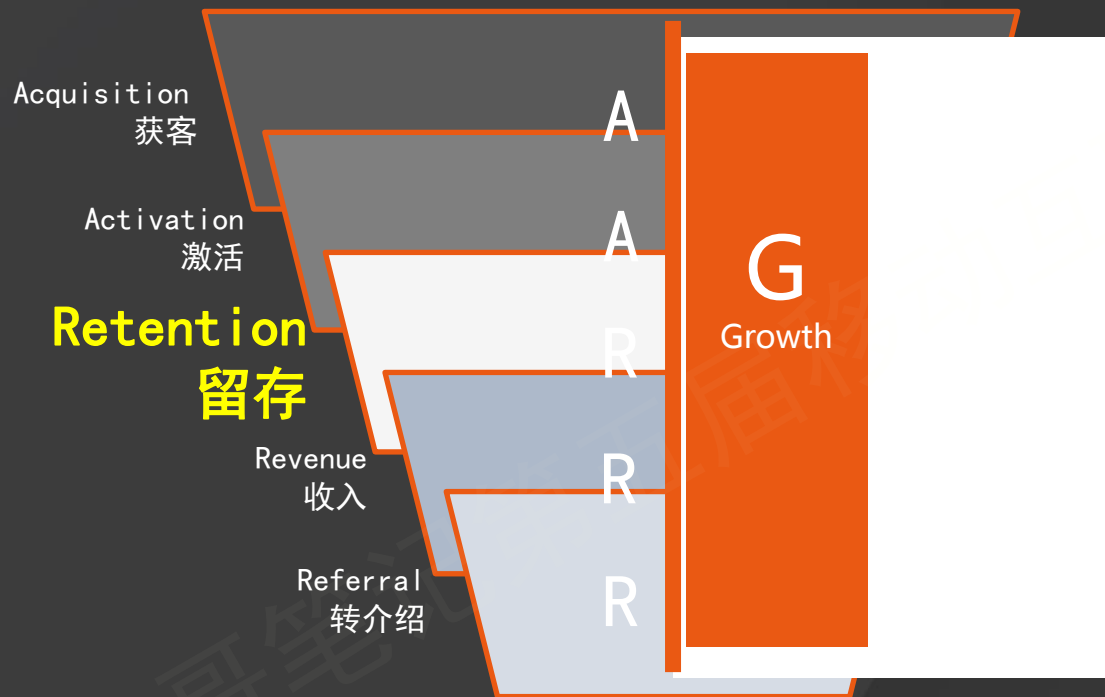 Acquisition
获客
A
Activation
激活
A
Retention
留存
R
Revenue
收入
R
Referral
转介绍
R
G
Growth